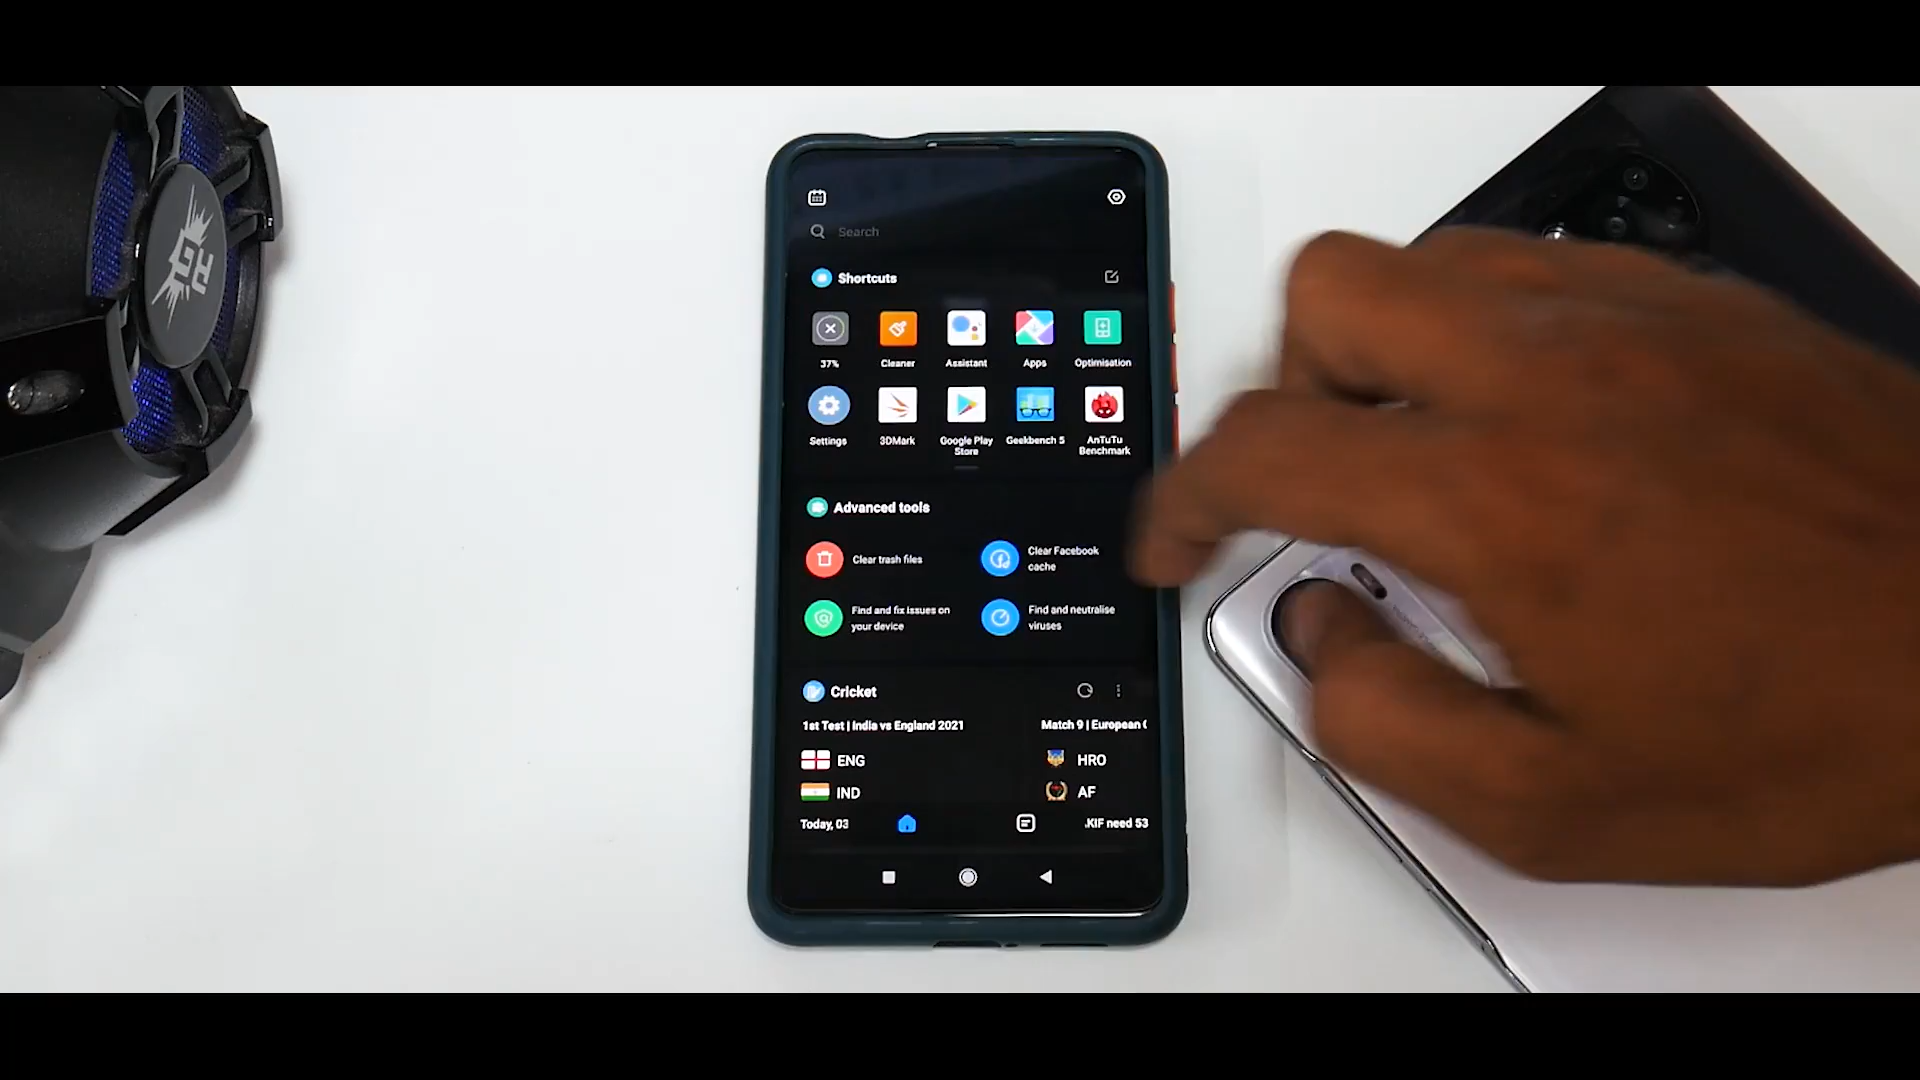 Search
Shortcuts
37%
Cleaner
Assistant
Apps
Optimisation
Settings
3DMark
Google Play
Store
Geekbench 5
AnTuTu
Benchmark
Advanced tools
Clear trash files
Clear Facebook
cache
Find and fix issues on
your device
Find and neutralise
viruses
Cricket
1st Test | India vs England 2021
ENG
IND
Today, 03
Match 9 | European
HRO
AF
.KIF need 53